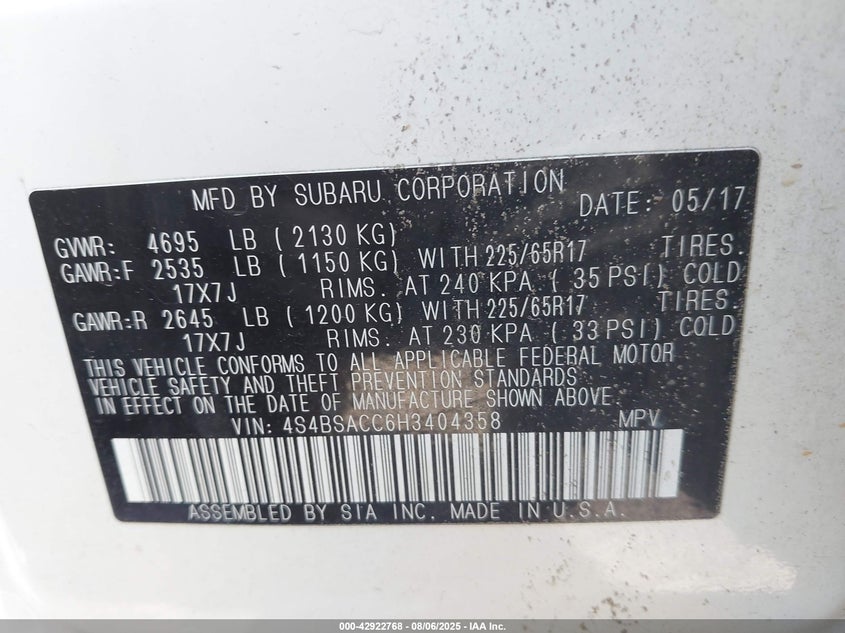 MFD BY SUBARU CORPORATION DATE: 05/17
GVWR: 4695 LB ( 2130 KG)
GAWR:F 2535 LB ( 1150 KG) WITH 225/65R17 TIRES.
17X7J RIMS. AT 240 KPA ( 35 PSI) COLD
GAWR:R 2645 LB ( 1200 KG) WITH 225/65R17 TIRES.
17X7J RIMS. AT 230 KPA ( 33 PSI) COLD
THIS VEHICLE CONFORMS TO ALL APPLICABLE FEDERAL MOTOR
VEHICLE SAFETY AND THEFT PREVENTION STANDARDS
IN EFFECT ON THE DATE OF MANUFACTURE SHOWN ABOVE.
VIN: 4S4BSACC6H3404358 MPV
ASSEMBLED BY SIA INC. MADE IN U.S.A.
000-42922768 - 08/06/2025 - IAA Inc.